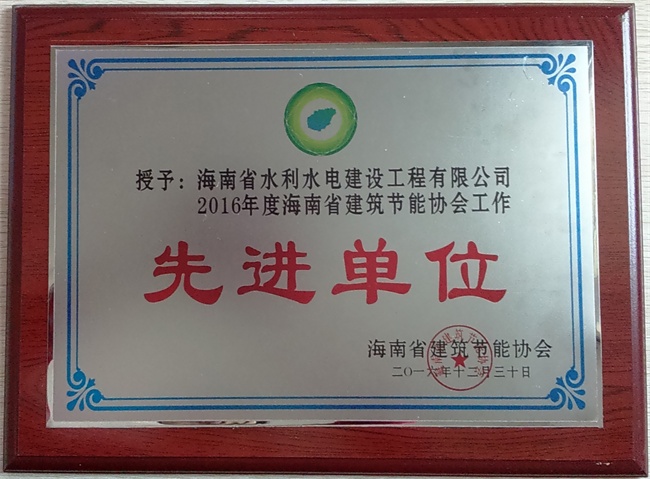 授予：海南省水利水电建设工程有限公司
2016年度海南省建筑节能协会工作
先进单位
海南省建筑节能协会
二〇一六年十二月三十日